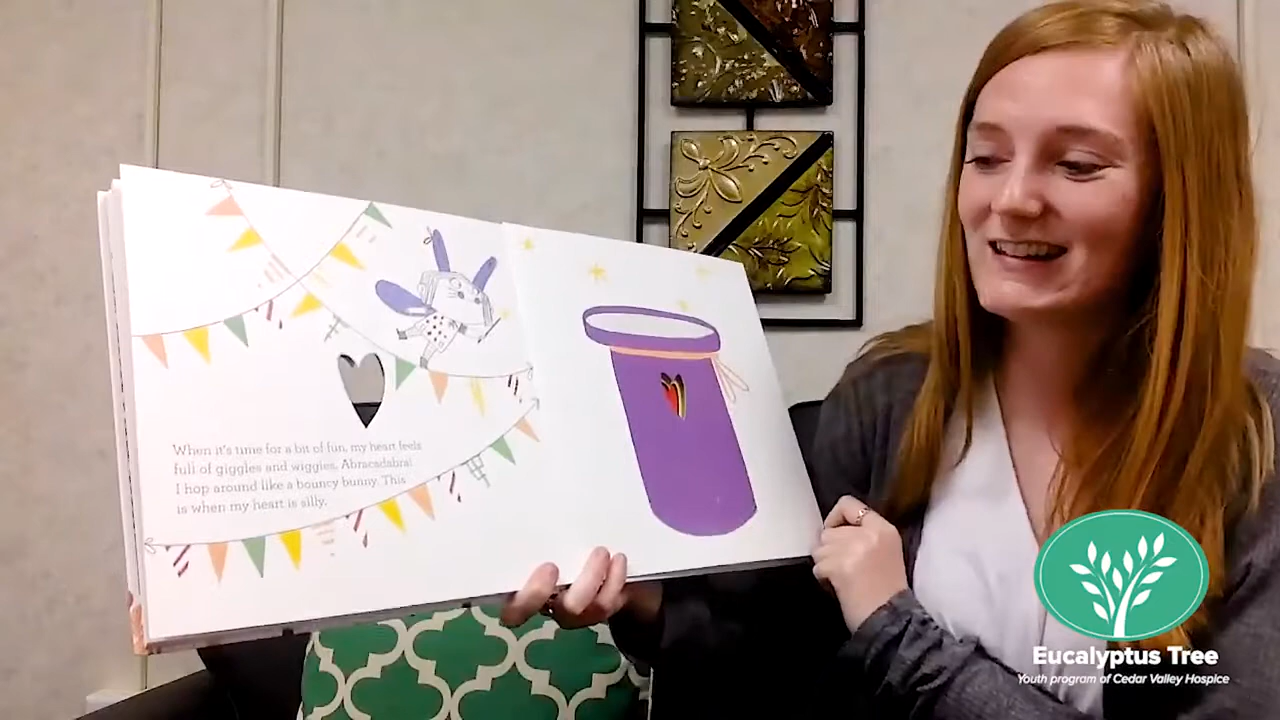 When it's time for a bit of fun, my heart feels
full of giggles and wiggles. Abracadabra!
I hop around like a bouncy bunny. This
is when my heart is silly.
Eucalyptus Tree
Youth program of Cedar Valley Hospice